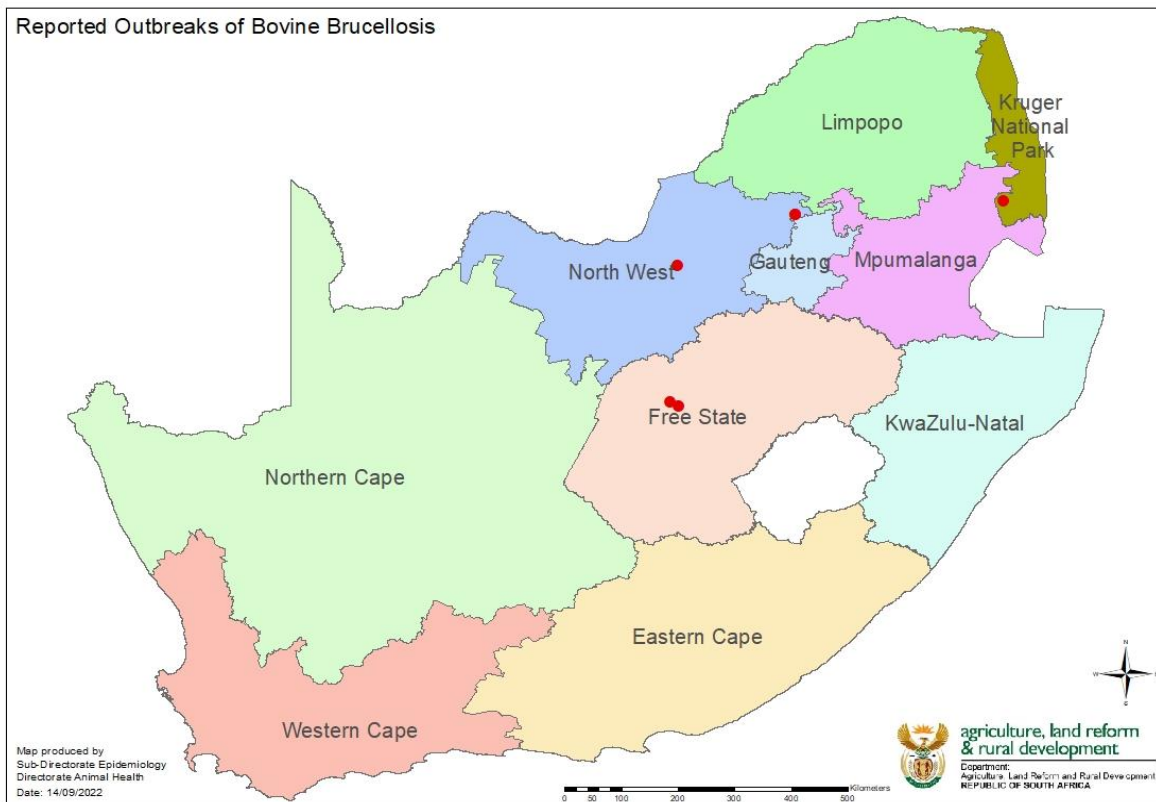 Reported Outbreaks of Bovine Brucellosis
Limpopo
Kruger
National
Park
North West
Gauteng
Mpumalanga
Free State
KwaZulu-Natal
Northern Cape
Eastern Cape
Western Cape
N
W
S
Map produced by
Sub-Directorate Epidemiology
Directorate Animal Health
Date: 14/09/2022
Kilometers
0 50 100 200 300 400 500
agriculture, land reform
& rural development
Department:
Agriculture, Land Reform and Rural Development
REPUBLIC OF SOUTH AFRICA